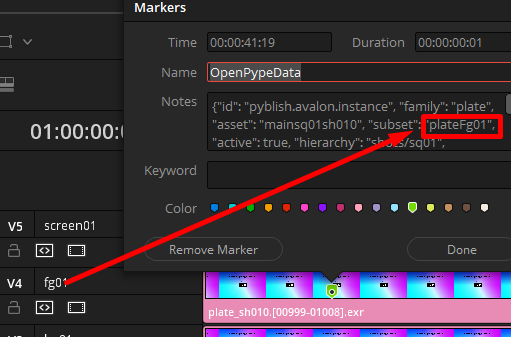 Markers
Time 00:00:41:19 Duration 00:00:00:01
Name OpenPypeData
Notes {"id": "pyblish.avalon.instance", "family": "plate",
"asset": "mainsq01sh010", "subset": "plateFg01",
"active": true, "hierarchy": "shots/sq01",
01:00:00:
Keyword
Color
V5 screen01
Remove Marker Done
V4 fg01
plate_sh010.[00999-01008].exr